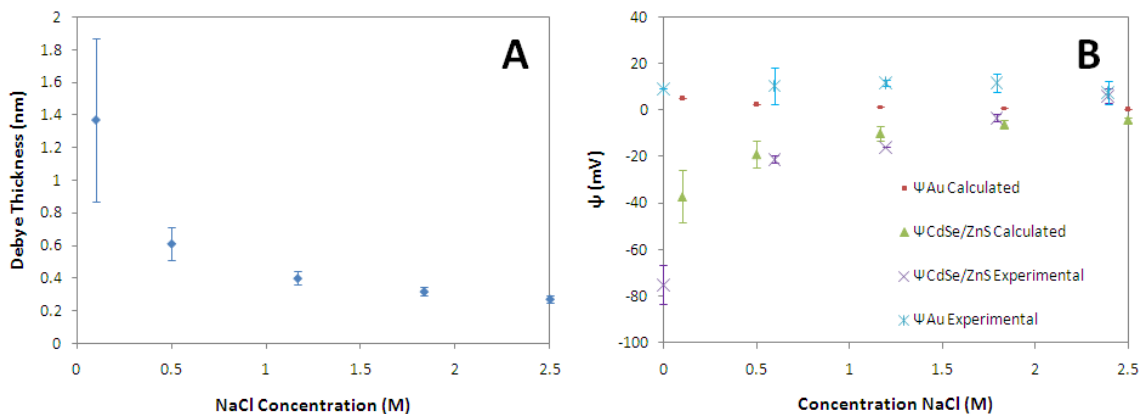 A
Debye Thickness (nm)
2
1.8
1.6
1.4
1.2
1
0.8
0.6
0.4
0.2
0
0 0.5 1 1.5 2 2.5
NaCl Concentration (M)
B
Ψ (mV)
40
20
0
-20
-40
-60
-80
-100
ΨAu Calculated
ΨCdSe/ZnS Calculated
ΨCdSe/ZnS Experimental
ΨAu Experimental
0 0.5 1 1.5 2 2.5
Concentration NaCl (M)